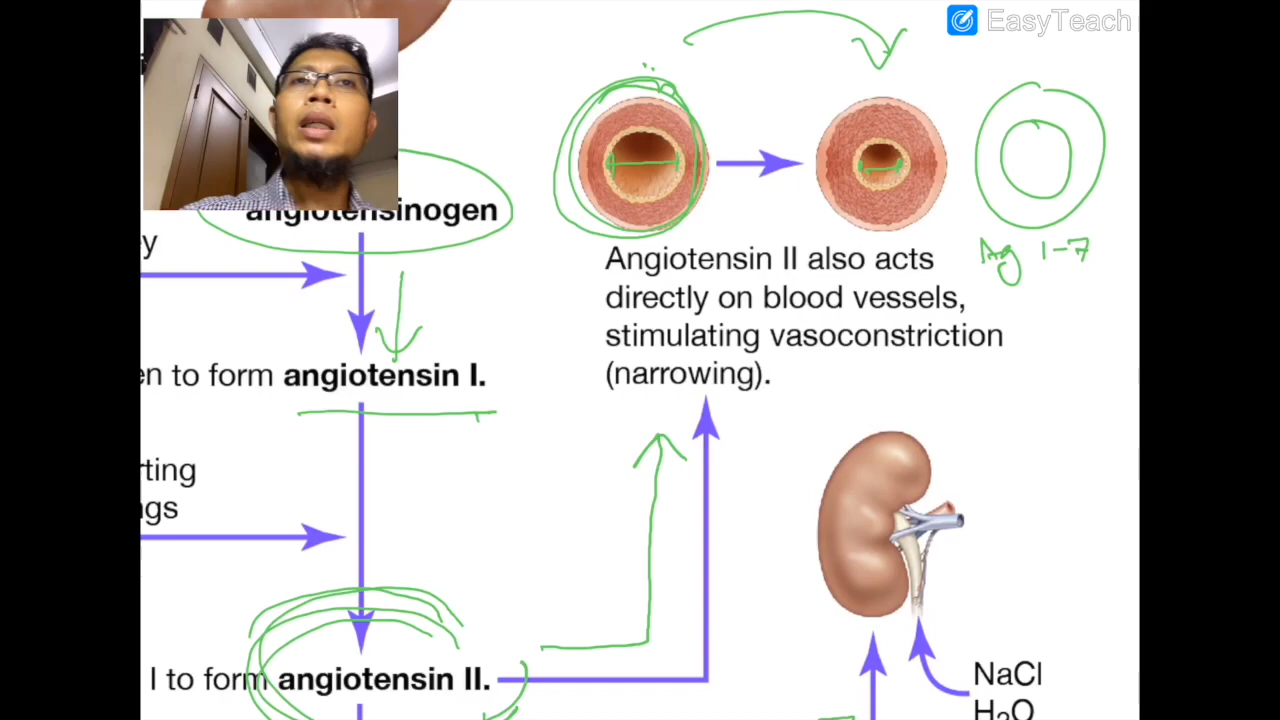 EasyTeach
angiotensinogen
y
en to form angiotensin I.
rting
ngs
I to form angiotensin II.
Angiotensin II also acts
directly on blood vessels,
stimulating vasoconstriction
(narrowing).
Ag 1-7
NaCl
H₂O